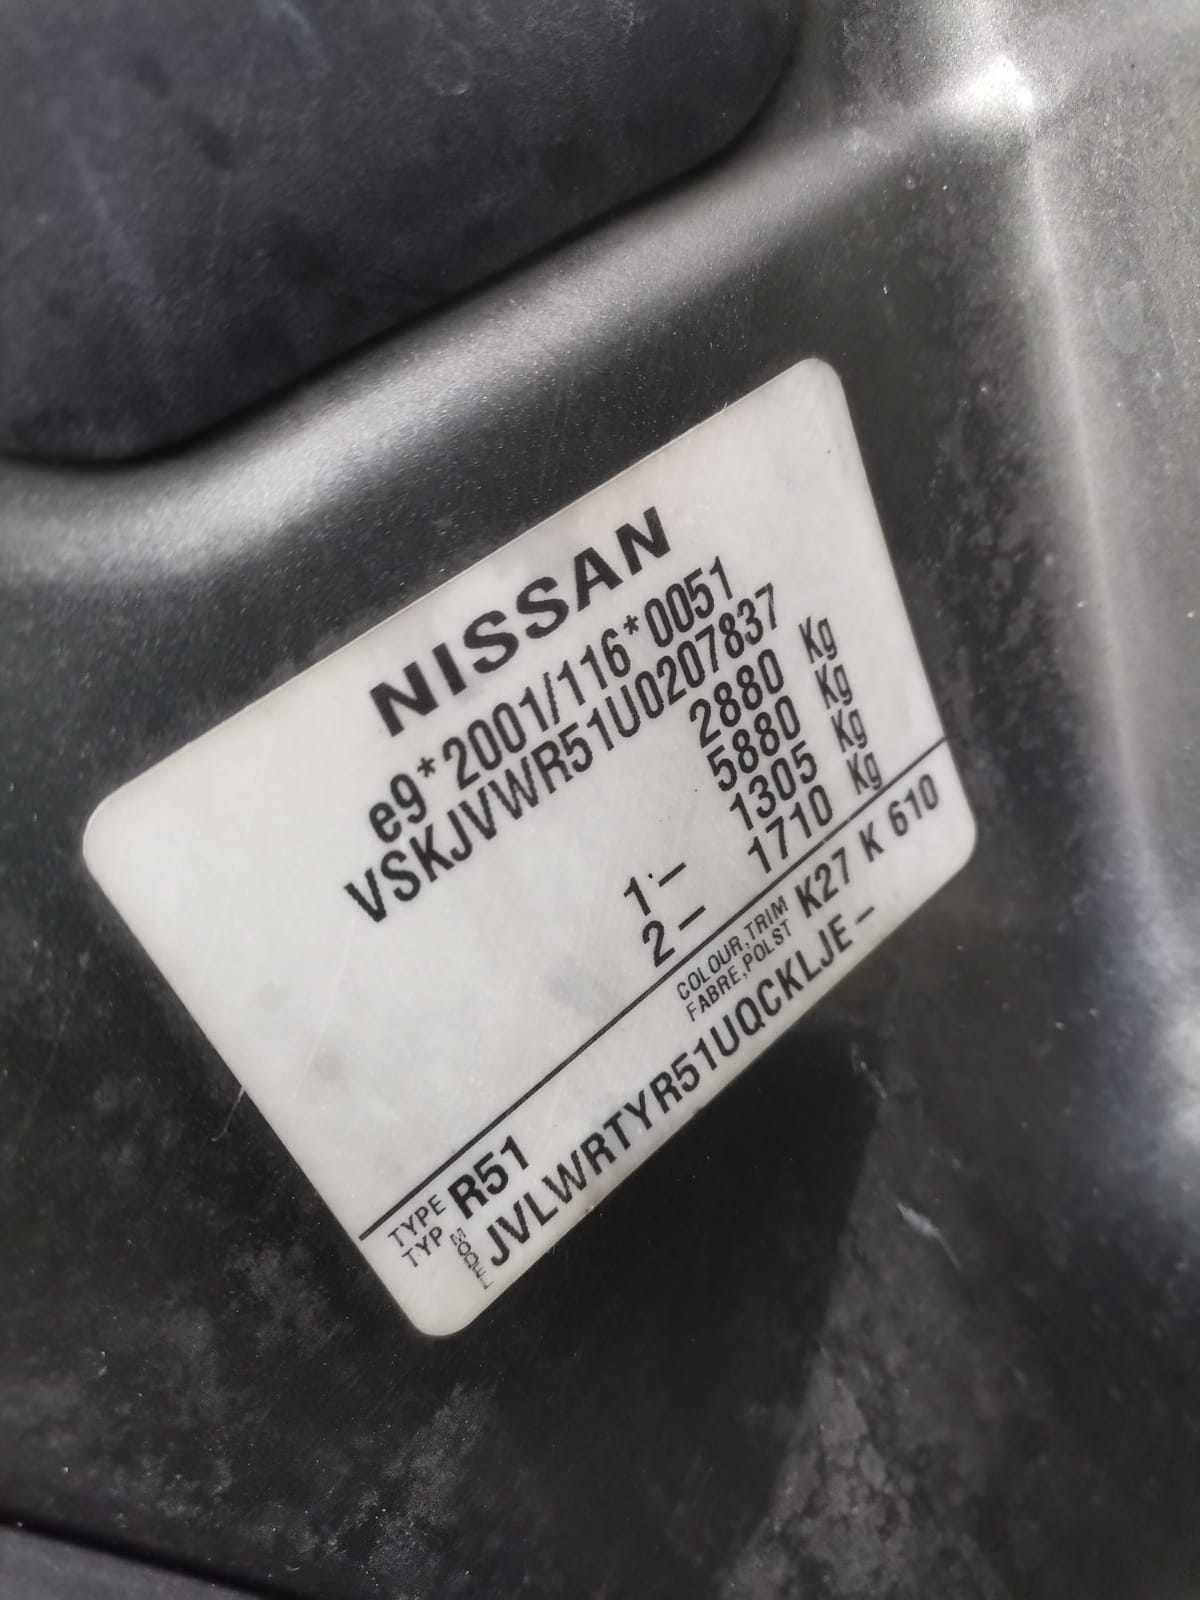 NISSAN
e9*2001/116*0051
VSKJVWR51U0207837
2880 Kg
5880 Kg
1- 1305 Kg
2- 1710 Kg
TYPE
TYP
R51
COLOUR,TRIM
FABRE,POLST
K27 K 610
MODEL
JVLWRTYR51UQCKLJE-